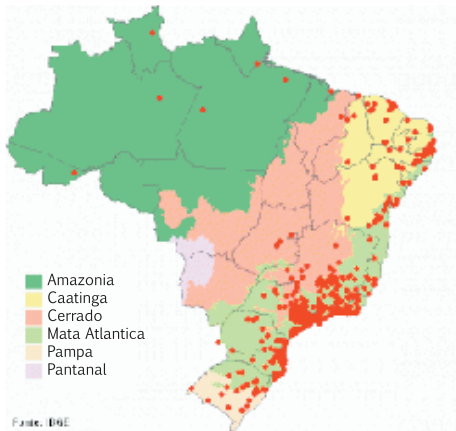 Amazonia
Caatinga
Cerrado
Mata Atlantica
Pampa
Pantanal
Fonte: IBGE